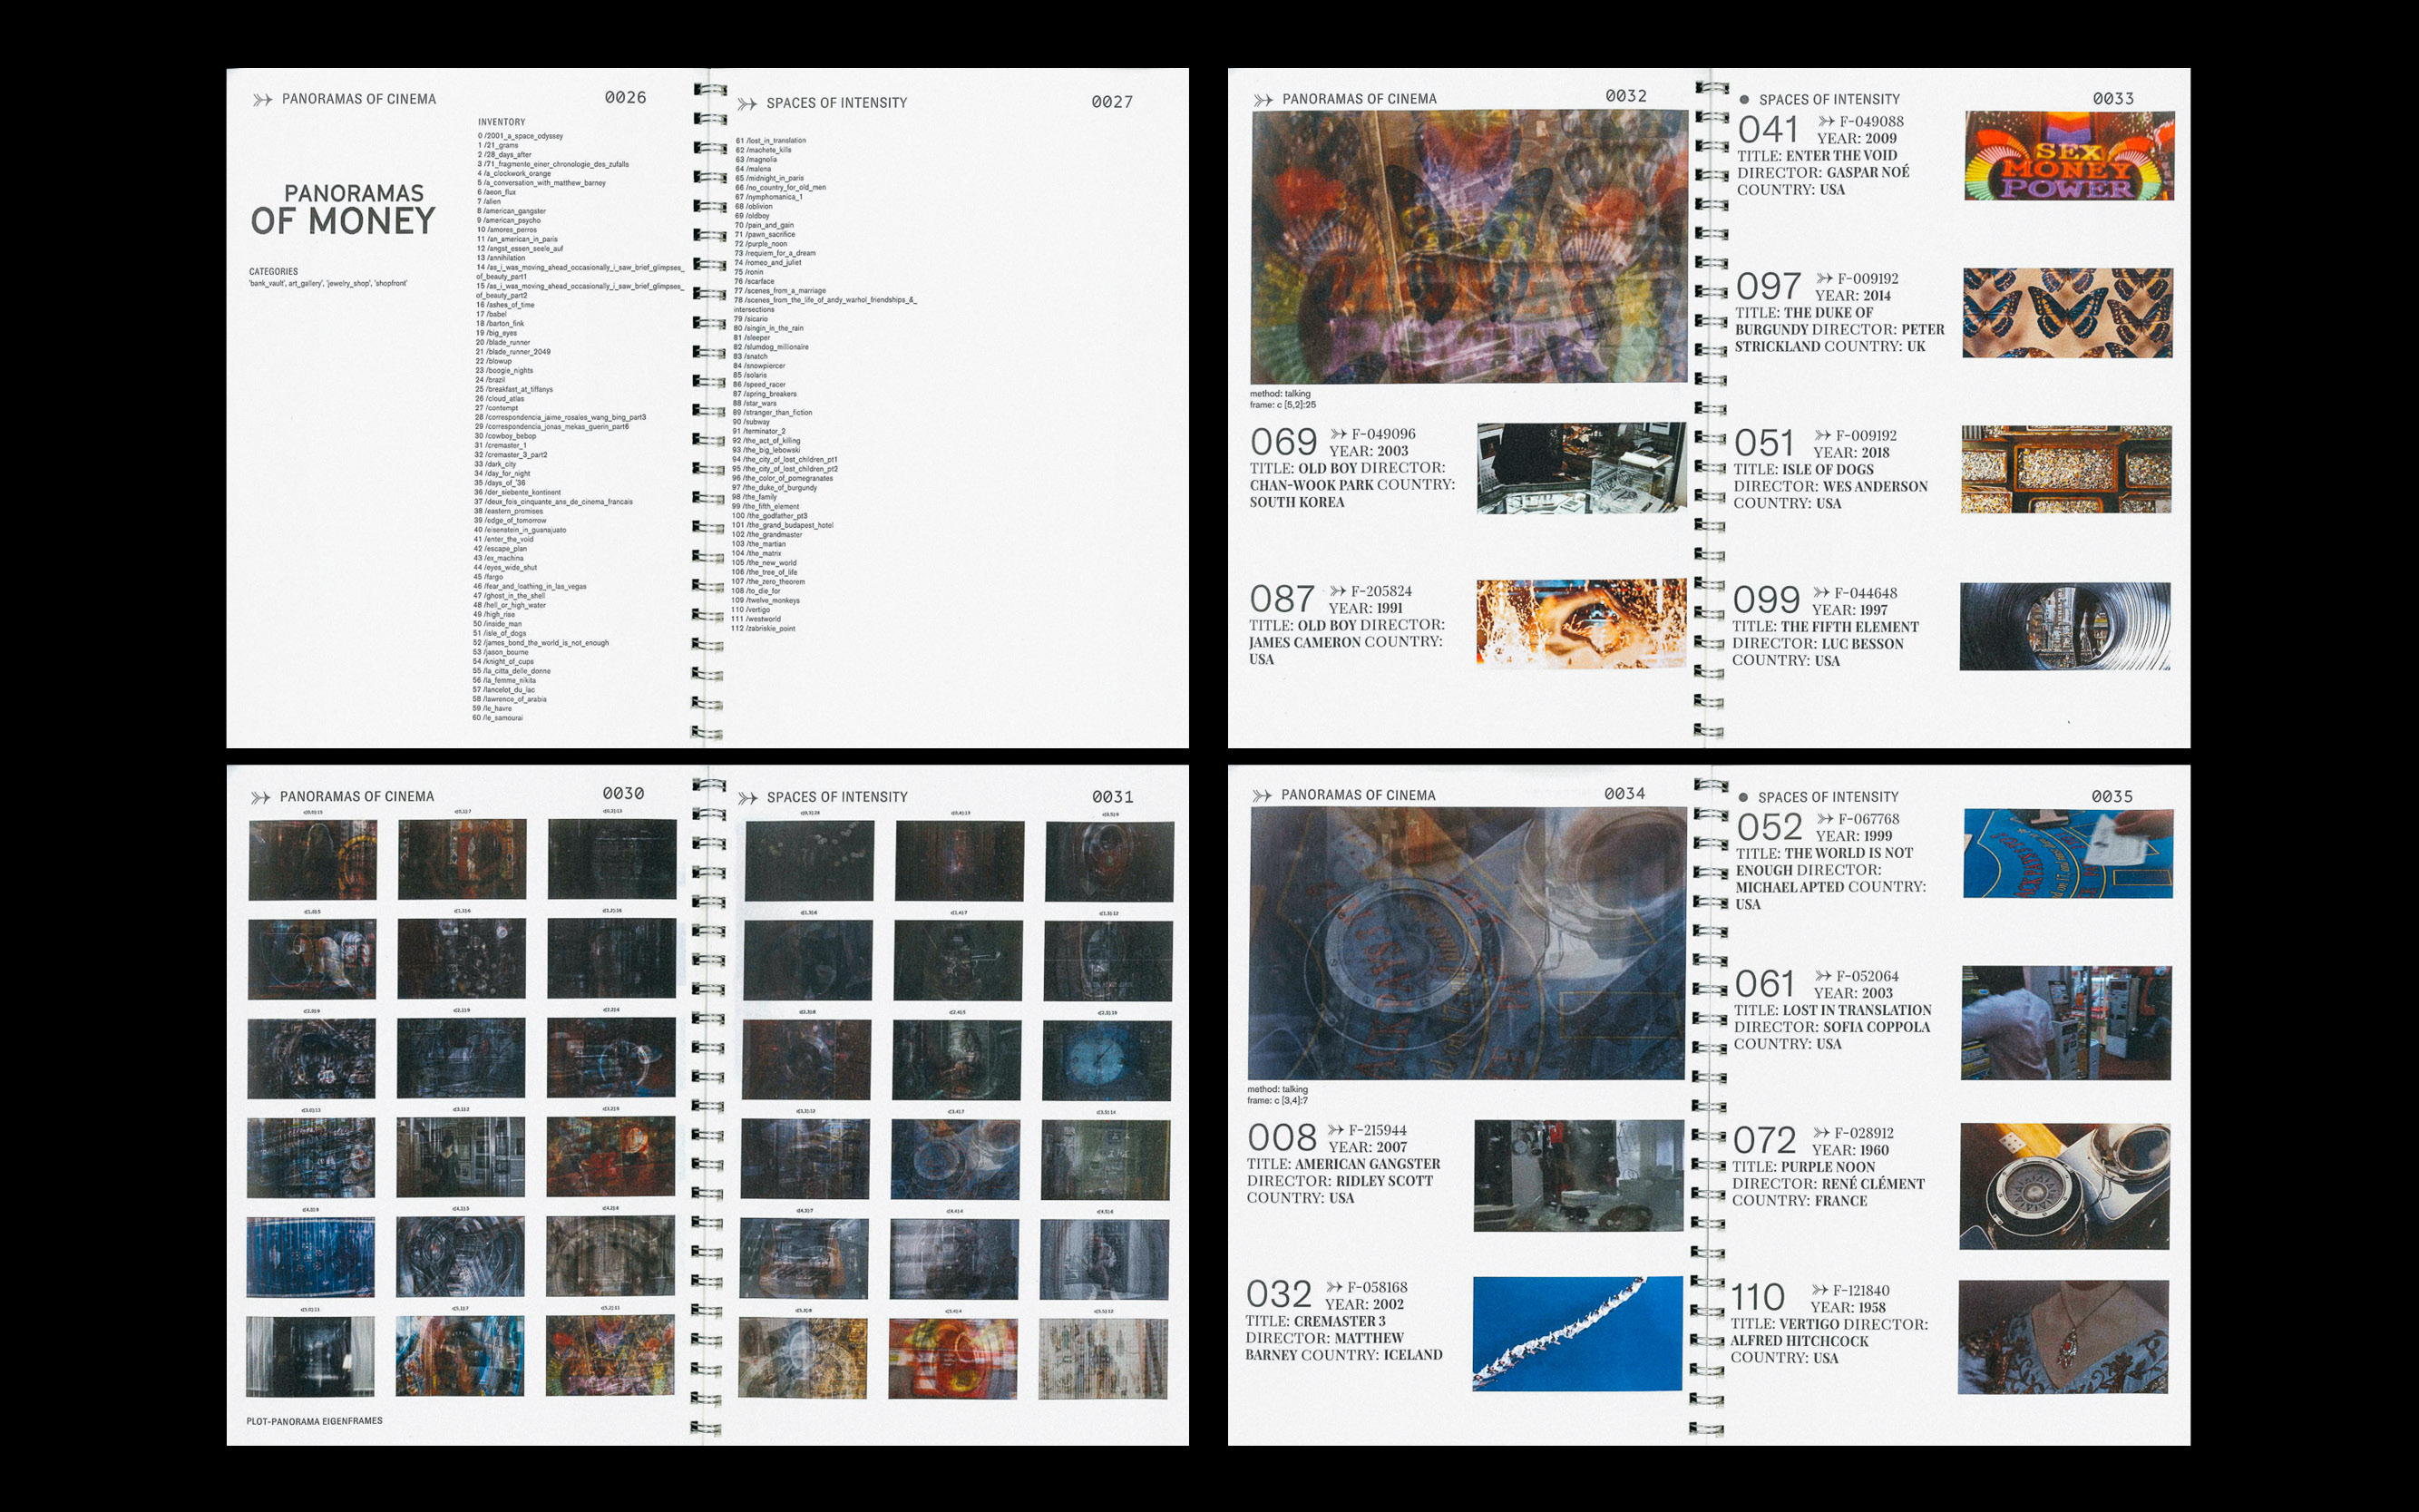 PANORAMAS OF CINEMA
0026
PANORAMAS
OF MONEY
CATEGORIES
'bank_vault', art_gallery', 'jewelry_shop', 'shopfront'
INVENTORY
0 /2001_a_space_odyssey
1 /21_grams
2 /28_days_after
3 /71_fragmente_einer_chronologie_des_zufalls
4 /a_clockwork_orange
5 /a_conversation_with_matthew_barney
6 /aeon_flux
7 /alien
8 /american_gangster
9 /american_psycho
10 /amores_perros
11 /an_american_in_paris
12 /angst_essen_seele_auf
13 /annihilation
14 /as_i_was_moving_ahead_occasionally_i_saw_brief_glimpses_
of_beauty_part1
15 /as_i_was_moving_ahead_occasionally_i_saw_brief_glimpses_
of_beauty_part2
16 /ashes_of_time
17 /babel
18 /barton_fink
19 /big_eyes
20 /blade_runner
21 /blade_runner_2049
22 /blowup
23 /boogie_nights
24 /brazil
25 /breakfast_at_tiffanys
26 /cloud_atlas
27 /contempt
28 /correspondencia_jaime_rosales_wang_bing_part3
29 /correspondencia_jonas_mekas_guerin_part6
30 /cowboy_bebop
31 /cremaster_1
32 /cremaster_3_part2
33 /dark_city
34 /day_for_night
35 /days_of_'36
36 /der_siebente_kontinent
37 /deux_fois_cinquante_ans_de_cinema_francais
38 /eastern_promises
39 /edge_of_tomorrow
40 /eisenstein_in_guanajuato
41 /enter_the_void
42 /escape_plan
43 /ex_machina
44 /eyes_wide_shut
45 /fargo
46 /fear_and_loathing_in_las_vegas
47 /ghost_in_the_shell
48 /hell_or_high_water
49 /high_rise
50 /inside_man
51 /isle_of_dogs
52 /james_bond_the_world_is_not_enough
53 /jason_bourne
54 /knight_of_cups
55 /la_citta_delle_donne
56 /la_femme_nikita
57 /lancelot_du_lac
58 /lawrence_of_arabia
59 /le_havre
60 /le_samourai
SPACES OF INTENSITY
0027
61 /lost_in_translation
62 /machete_kills
63 /magnolia
64 /malena
65 /midnight_in_paris
66 /no_country_for_old_men
67 /nymphomanica_1
68 /oblivion
69 /oldboy
70 /pain_and_gain
71 /pawn_sacrifice
72 /purple_noon
73 /requiem_for_a_dream
74 /romeo_and_juliet
75 /ronin
76 /scarface
77 /scenes_from_a_marriage
78 /scenes_from_the_life_of_andy_warhol_friendships_&_
intersections
79 /sicario
80 /singin_in_the_rain
81 /sleeper
82 /slumdog_millionaire
83 /snatch
84 /snowpiercer
85 /solaris
86 /speed_racer
87 /spring_breakers
88 /star_wars
89 /stranger_than_fiction
90 /subway
91 /terminator_2
92 /the_act_of_killing
93 /the_big_lebowski
94 /the_city_of_lost_children_pt1
95 /the_city_of_lost_children_pt2
96 /the_color_of_pomegranates
97 /the_duke_of_burgundy
98 /the_family
99 /the_fifth_element
100 /the_godfather_pt3
101 /the_grand_budapest_hotel
102 /the_grandmaster
103 /the_martian
104 /the_matrix
105 /the_new_world
106 /the_tree_of_life
107 /the_zero_theorem
108 /to_die_for
109 /twelve_monkeys
110 /vertigo
111 /westworld
112 /zabriskie_point
PANORAMAS OF CINEMA
0032
method: talking
frame: c [5,2]:25
069
F-049096
YEAR: 2003
TITLE: OLD BOY DIRECTOR:
CHAN-WOOK PARK COUNTRY:
SOUTH KOREA
087
F-205824
YEAR: 1991
TITLE: OLD BOY DIRECTOR:
JAMES CAMERON COUNTRY:
USA
SPACES OF INTENSITY
0033
041
F-049088
YEAR: 2009
TITLE: ENTER THE VOID
DIRECTOR: GASPAR NOÉ
COUNTRY: USA
SEX
MONEY
POWER
097
F-009192
YEAR: 2014
TITLE: THE DUKE OF
BURGUNDY DIRECTOR: PETER
STRICKLAND COUNTRY: UK
051
F-009192
YEAR: 2018
TITLE: ISLE OF DOGS
DIRECTOR: WES ANDERSON
COUNTRY: USA
099
F-044648
YEAR: 1997
TITLE: THE FIFTH ELEMENT
DIRECTOR: LUC BESSON
COUNTRY: USA
PANORAMAS OF CINEMA
0030
PLOT-PANORAMA EIGENFRAMES
SPACES OF INTENSITY
0031
PANORAMAS OF CINEMA
0034
method: talking
frame: c [3,4]:7
008
F-215944
YEAR: 2007
TITLE: AMERICAN GANGSTER
DIRECTOR: RIDLEY SCOTT
COUNTRY: USA
032
F-058168
YEAR: 2002
TITLE: CREMASTER 3
DIRECTOR: MATTHEW
BARNEY COUNTRY: ICELAND
SPACES OF INTENSITY
0035
052
F-067768
YEAR: 1999
TITLE: THE WORLD IS NOT
ENOUGH DIRECTOR:
MICHAEL APTED COUNTRY:
USA
061
F-052064
YEAR: 2003
TITLE: LOST IN TRANSLATION
DIRECTOR: SOFIA COPPOLA
COUNTRY: USA
072
F-028912
YEAR: 1960
TITLE: PURPLE NOON
DIRECTOR: RENÉ CLÉMENT
COUNTRY: FRANCE
110
F-121840
YEAR: 1958
TITLE: VERTIGO DIRECTOR:
ALFRED HITCHCOCK
COUNTRY: USA